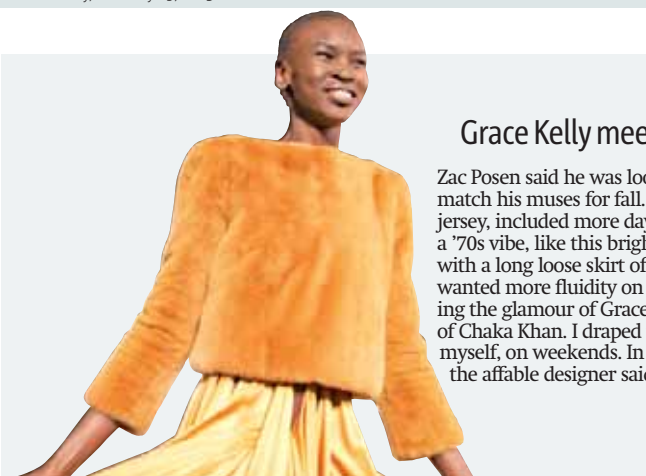 Grace Kelly mee
Zac Posen said he was loo
match his muses for fall.
jersey, included more day
a ’70s vibe, like this brigh
with a long loose skirt of
wanted more fluidity on
ing the glamour of Grace
of Chaka Khan. I draped
myself, on weekends. In
the affable designer said